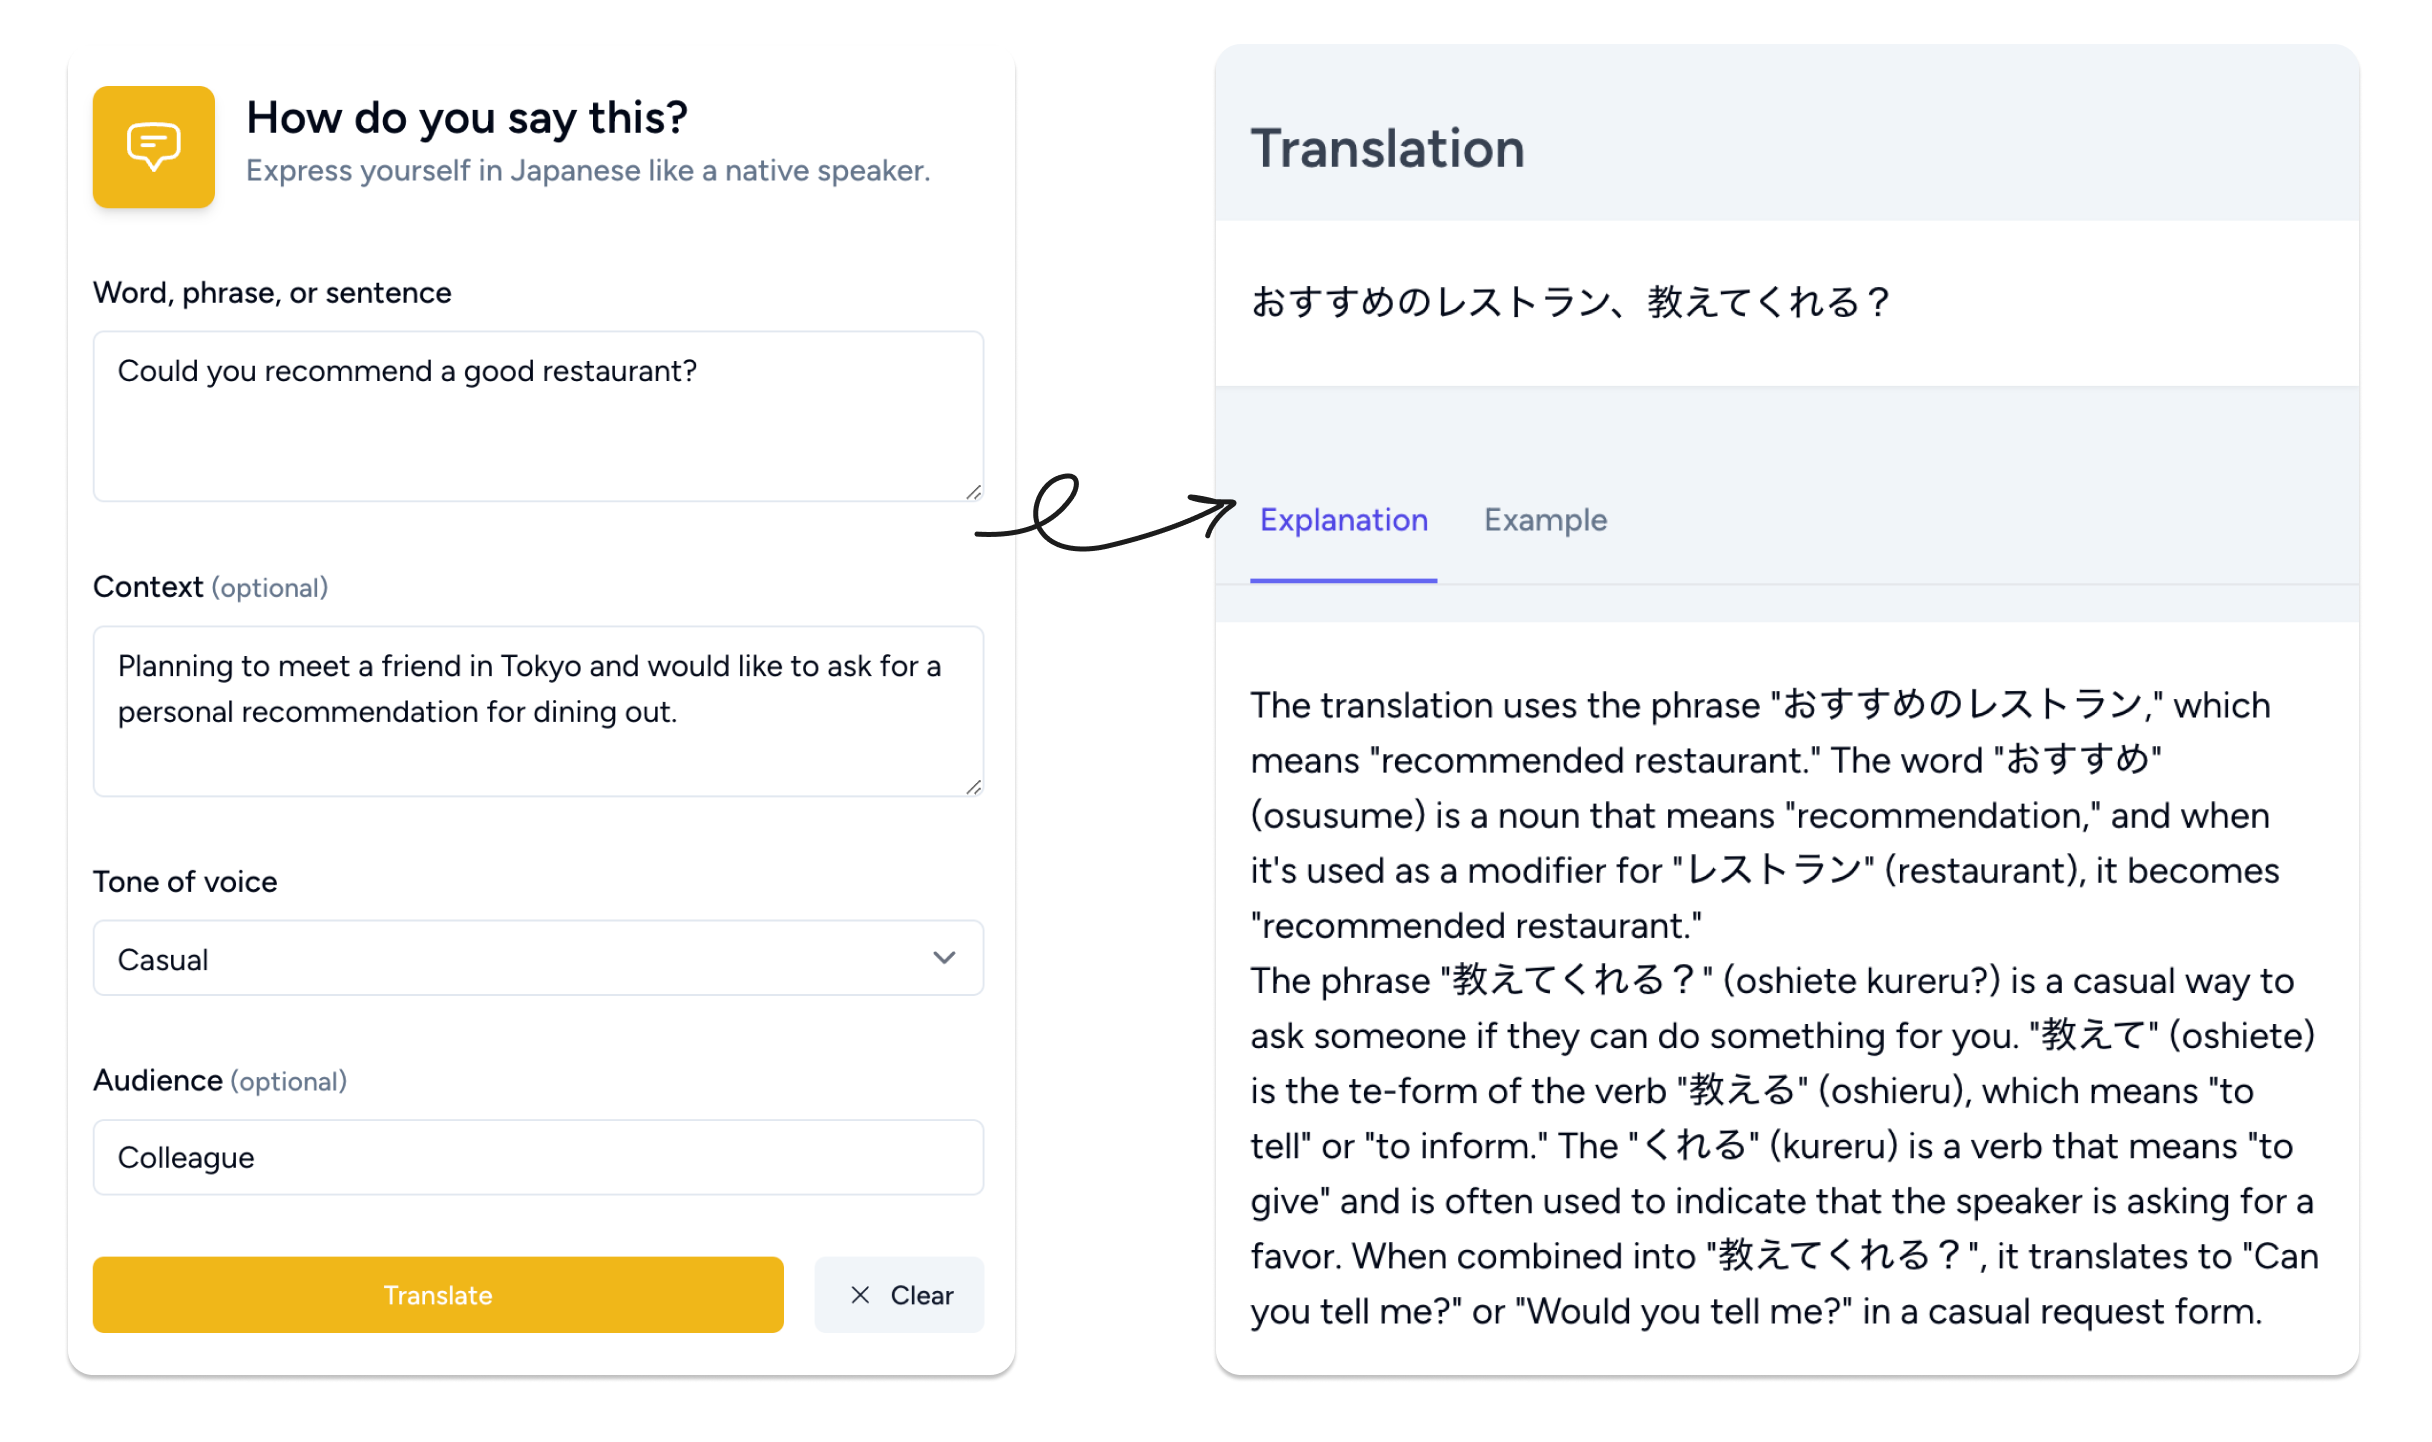 How do you say this?
Express yourself in Japanese like a native speaker.
Word, phrase, or sentence
Could you recommend a good restaurant?
Context (optional)
Planning to meet a friend in Tokyo and would like to ask for a
personal recommendation for dining out.
Tone of voice
Casual
Audience (optional)
Colleague
Translate
Clear
Translation
おすすめのレストラン、教えてくれる？
Explanation
Example
The translation uses the phrase "おすすめのレストラン," which
means "recommended restaurant." The word "おすすめ"
(osusume) is a noun that means "recommendation," and when
it's used as a modifier for "レストラン" (restaurant), it becomes
"recommended restaurant."
The phrase "教えてくれる？" (oshiete kureru?) is a casual way to
ask someone if they can do something for you. "教えて" (oshiete)
is the te-form of the verb "教える" (oshieru), which means "to
tell" or "to inform." The "くれる" (kureru) is a verb that means "to
give" and is often used to indicate that the speaker is asking for a
favor. When combined into "教えてくれる？", it translates to "Can
you tell me?" or "Would you tell me?" in a casual request form.